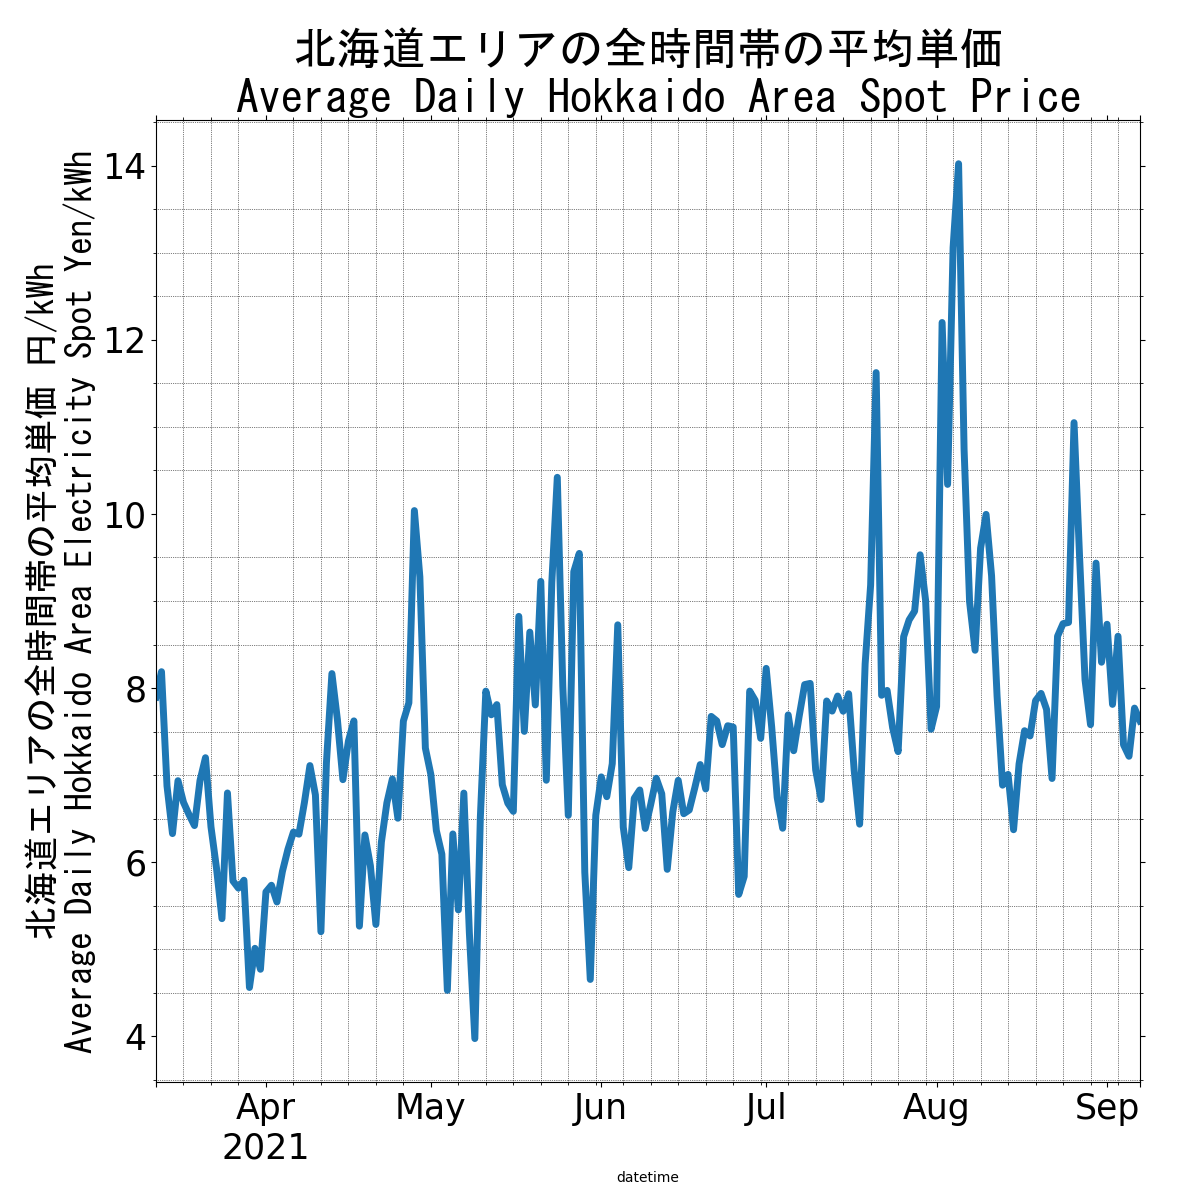 北海道エリアの全時間帯の平均単価
Average Daily Hokkaido Area Spot Price
北海道エリアの全時間帯の平均単価 円/kWh
Average Daily Hokkaido Area Electricity Spot Yen/kWh
14
12
10
8
6
4
Apr
2021
May
Jun
Jul
Aug
Sep
datetime